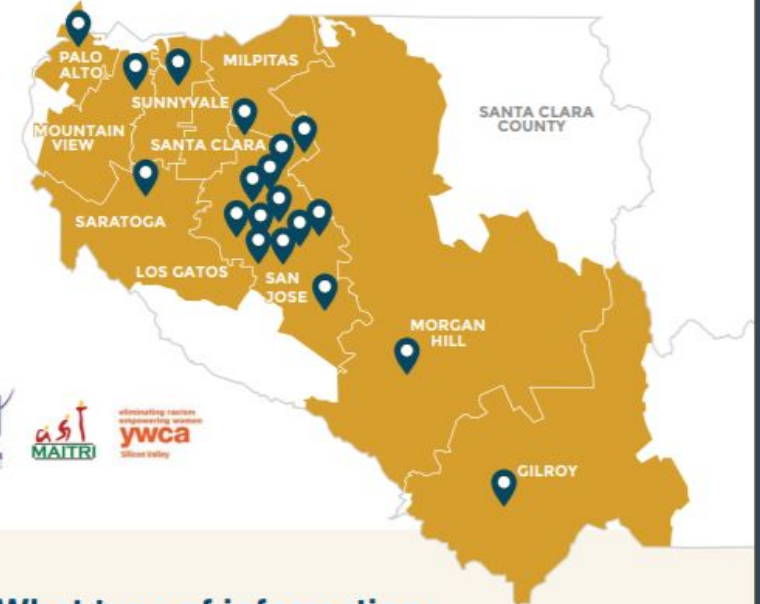 PALO
ALTO
MILPITAS
SUNNYVALE
SANTA CLARA
COUNTY
MOUNTAIN
VIEW
SANTA CLARA
SARATOGA
LOS GATOS
SAN
JOSE
MORGAN
HILL
GILROY
eliminating racism
empowering women
ywca
Silicon Valley
MAITRI